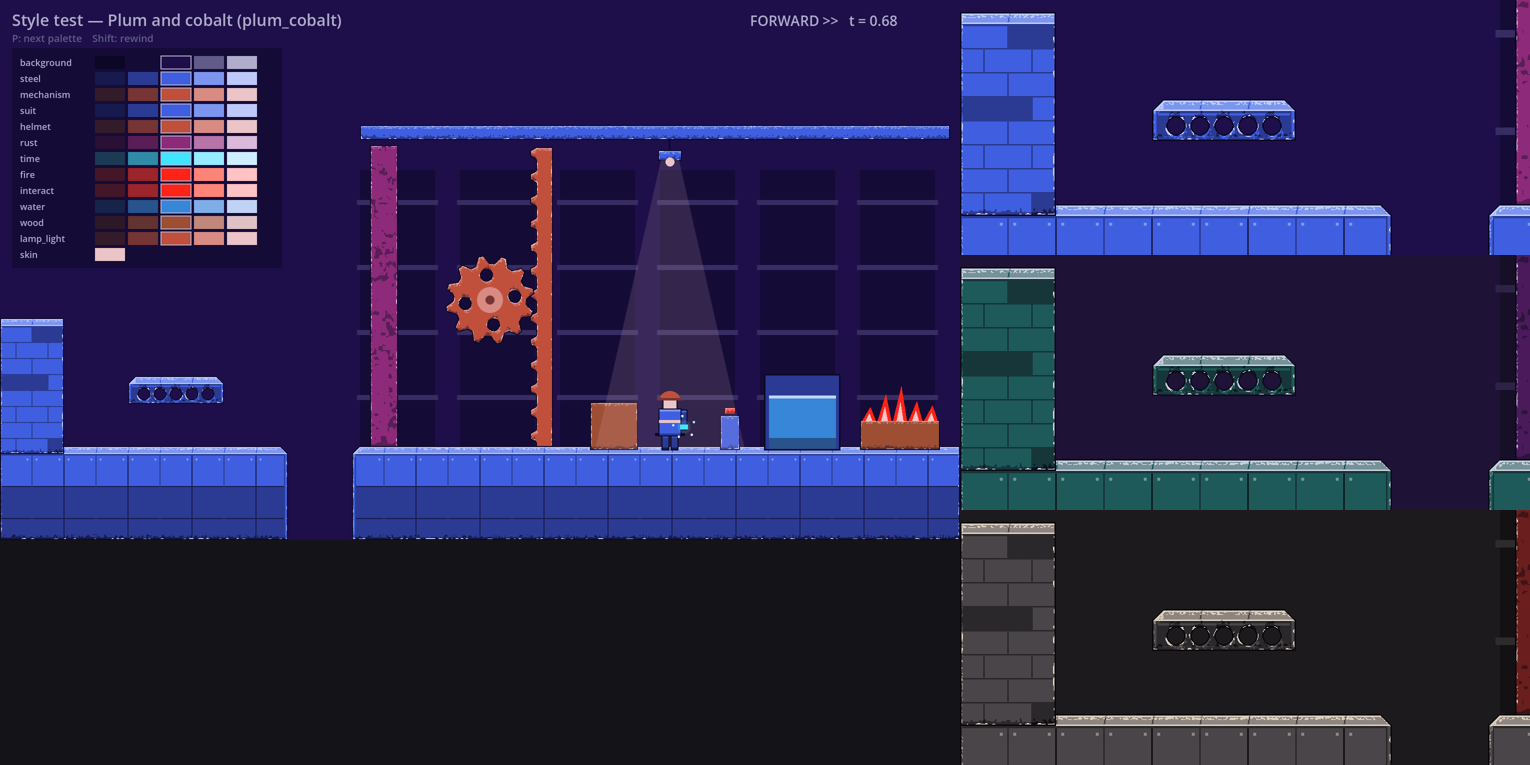 Style test — Plum and cobalt (plum_cobalt)
FORWARD >> t = 0.68
P: next palette Shift: rewind
background
steel
mechanism
suit
helmet
rust
time
fire
interact
water
wood
lamp_light
skin